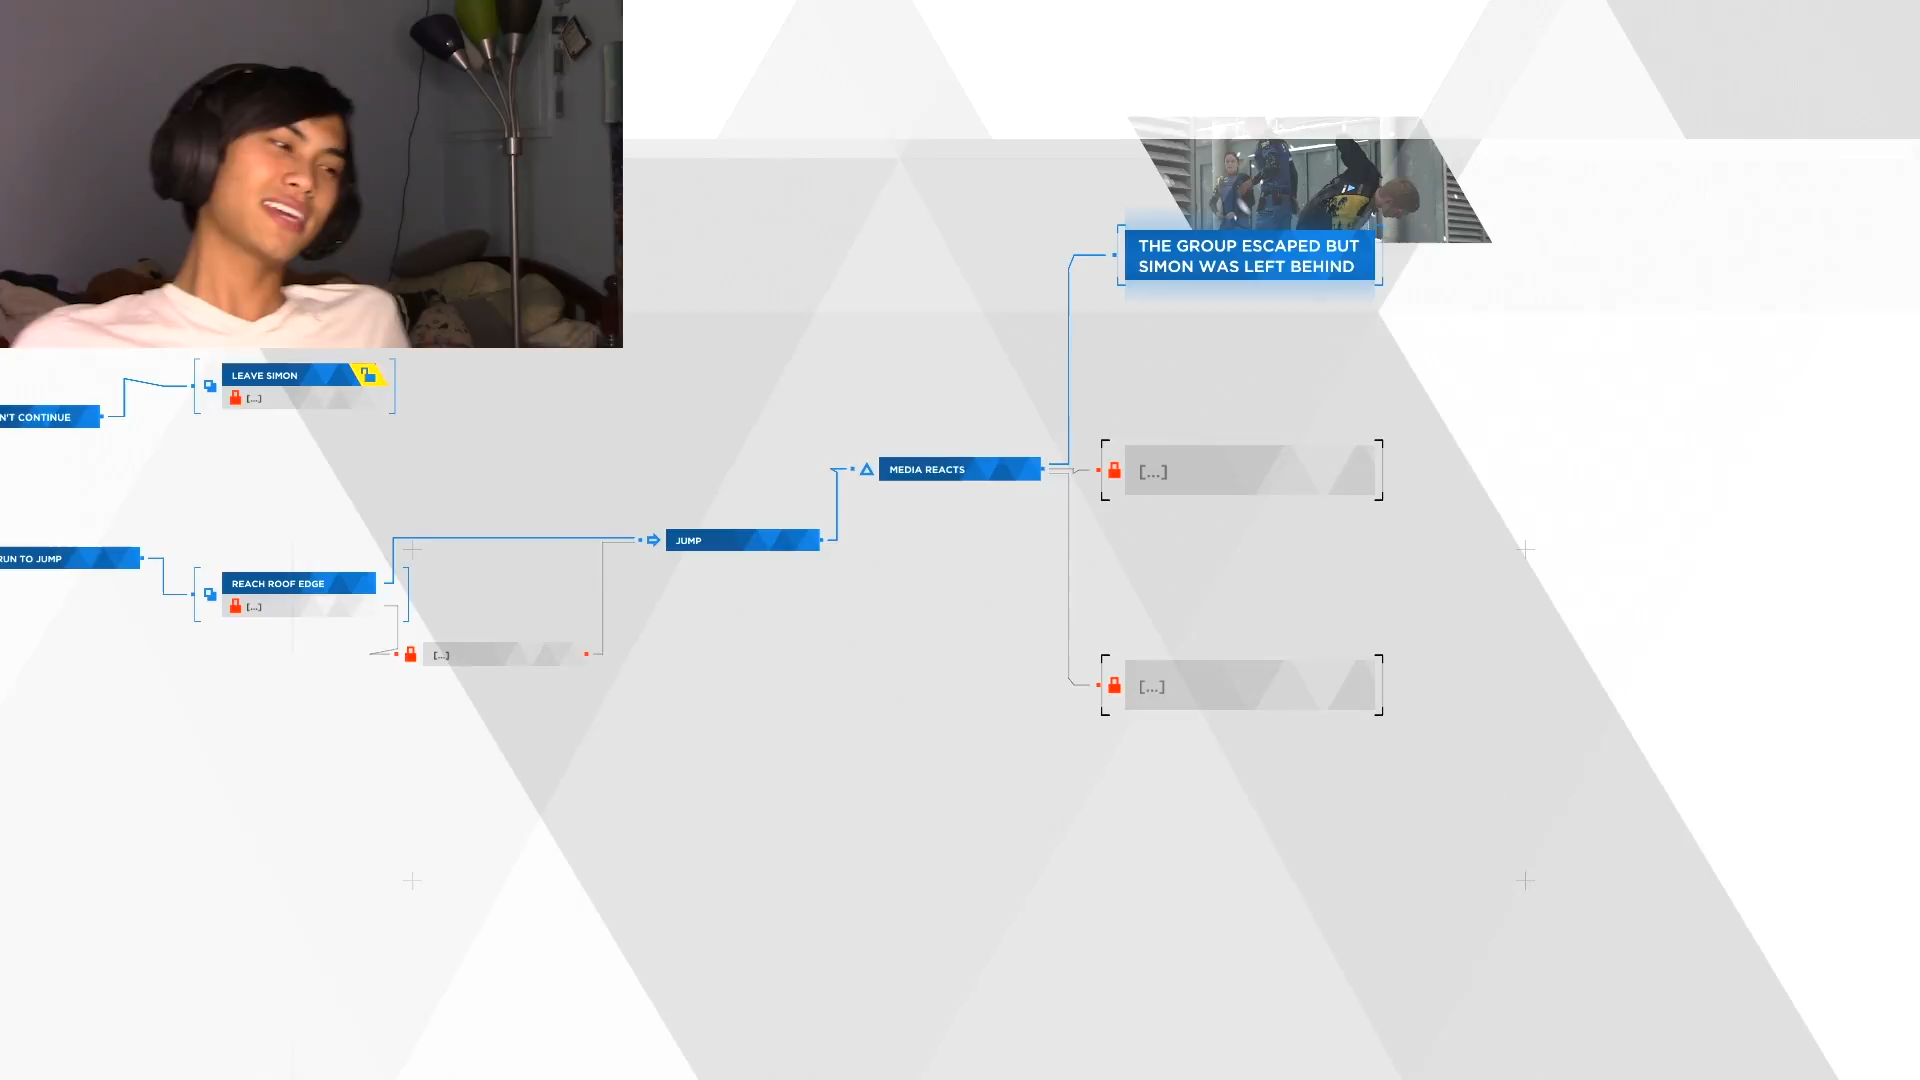 THE GROUP ESCAPED BUT
SIMON WAS LEFT BEHIND
LEAVE SIMON
[...]
N'T CONTINUE
MEDIA REACTS
[...]
JUMP
RUN TO JUMP
REACH ROOF EDGE
[...]
[...]
[...]